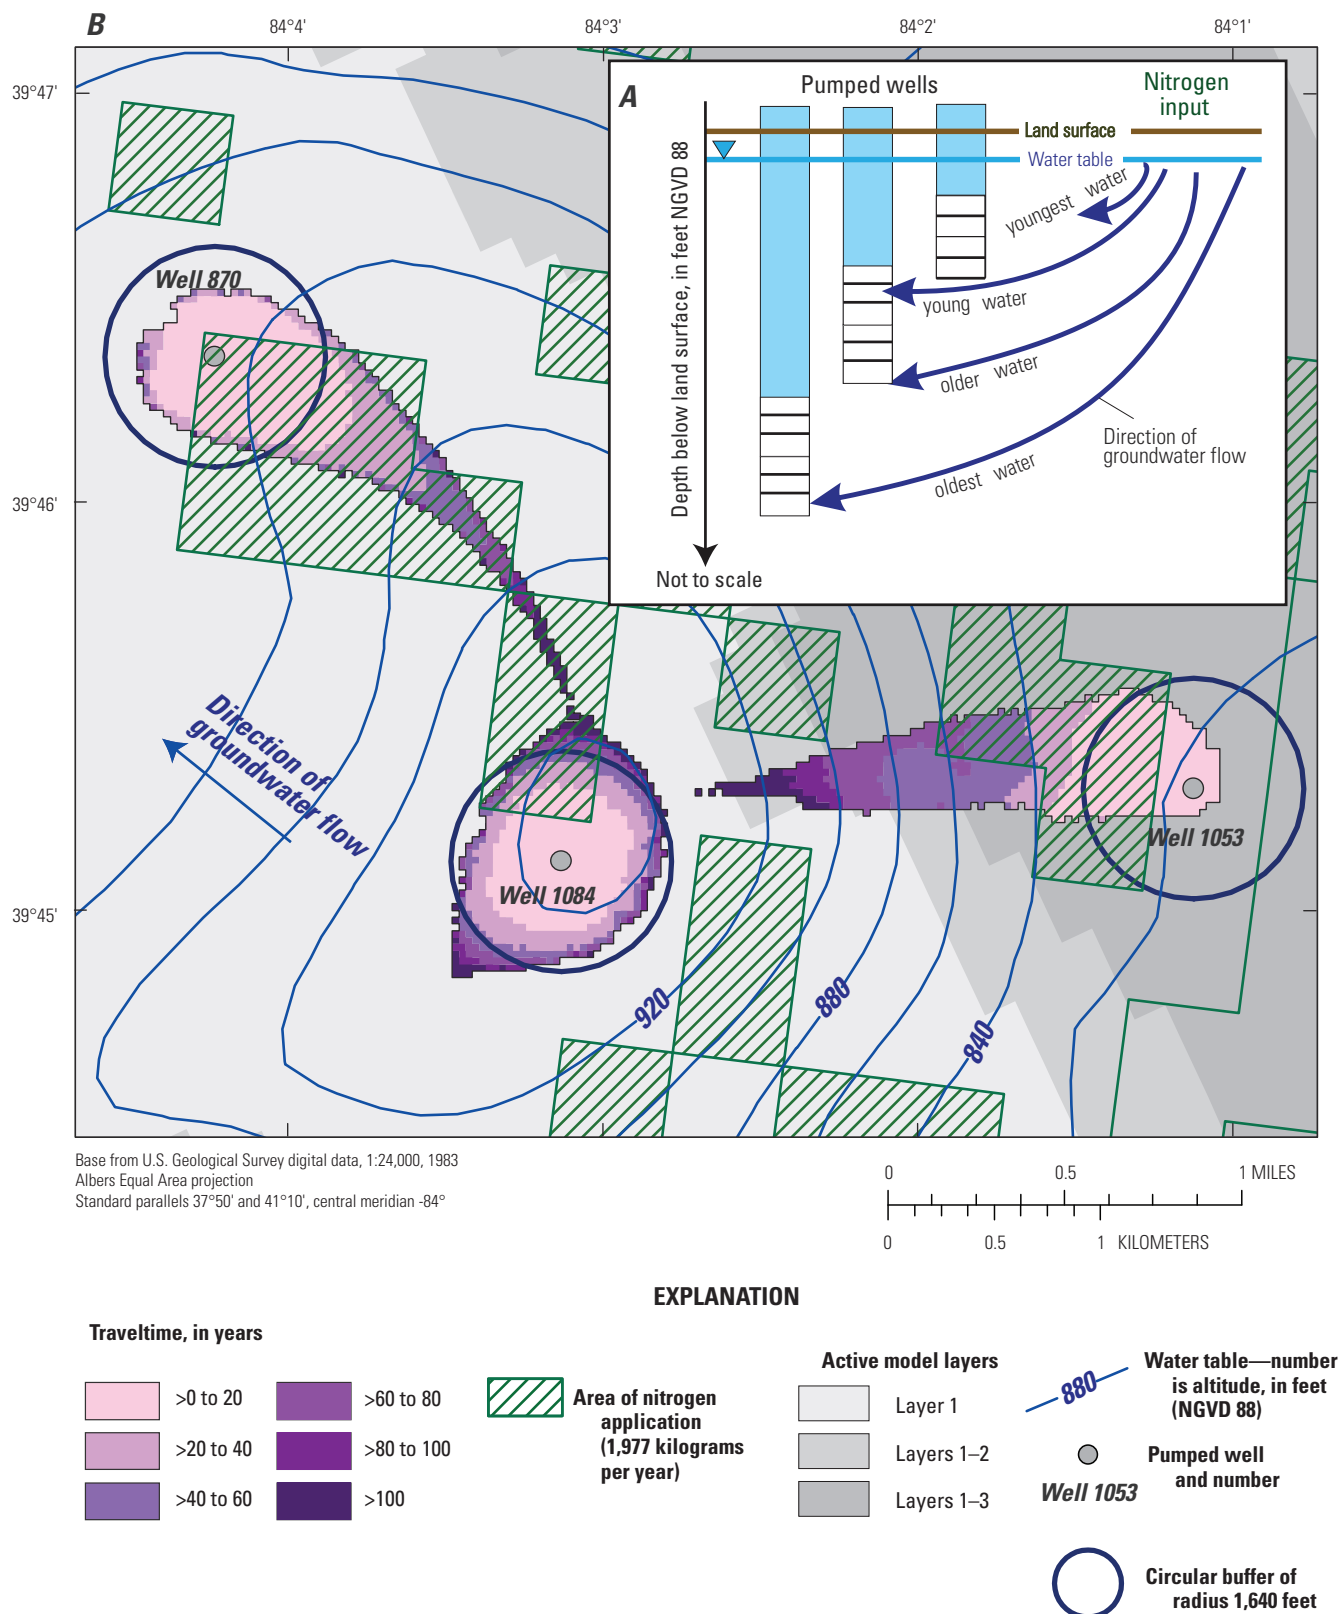 B
84°4'
84°3'
84°2'
84°1'
39°47'
39°46'
39°45'
A
Pumped wells
Nitrogen
input
Land surface
Water table
Depth below land surface, in feet NGVD 88
youngest water
young water
older water
oldest water
Direction of
groundwater flow
Not to scale
Well 870
Direction of
groundwater flow
Well 1084
Well 1053
920
880
840
Base from U.S. Geological Survey digital data, 1:24,000, 1983
Albers Equal Area projection
Standard parallels 37°50' and 41°10', central meridian -84°
0 0.5 1 MILES
0 0.5 1 KILOMETERS
EXPLANATION
Traveltime, in years
>0 to 20
>20 to 40
>40 to 60
>60 to 80
>80 to 100
>100
Area of nitrogen
application
(1,977 kilograms
per year)
Active model layers
Layer 1
Layers 1–2
Layers 1–3
880
Water table—number
is altitude, in feet
(NGVD 88)
Well 1053
Pumped well
and number
Circular buffer of
radius 1,640 feet